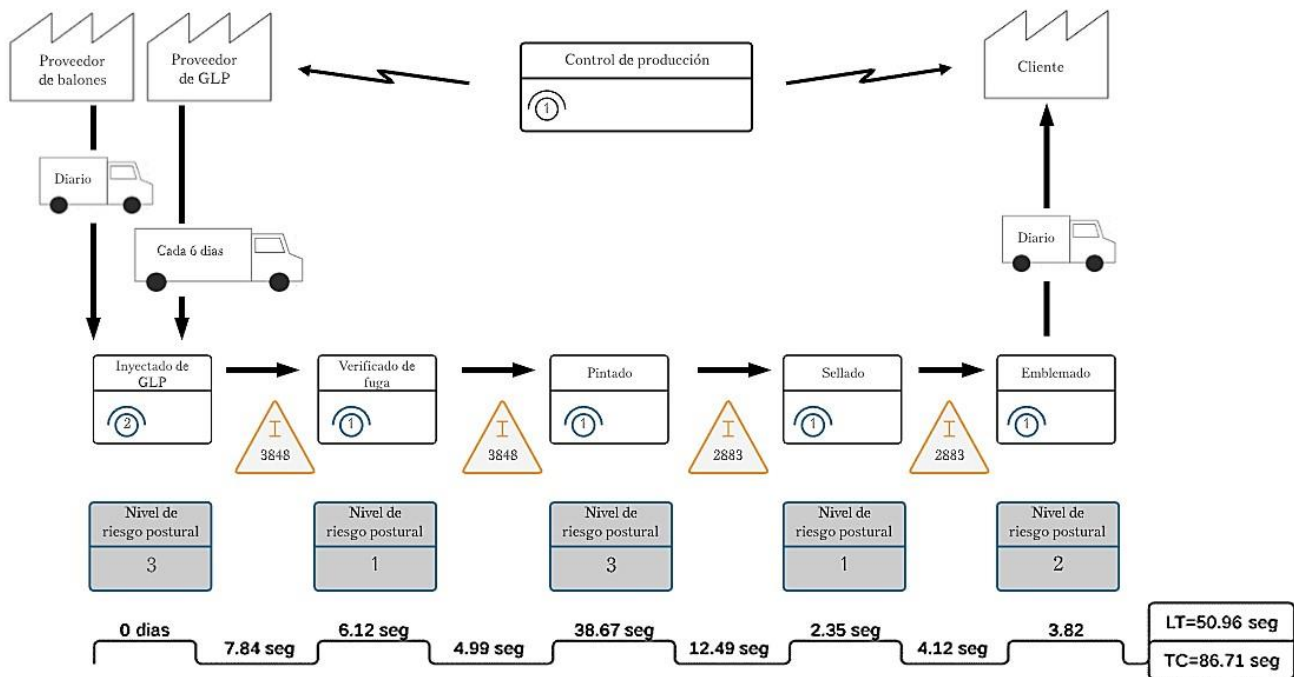 Proveedor
de balones
Proveedor
de GLP
Control de producción
1
Cliente
Diario
Cada 6 dias
Diario
Inyectado de
GLP
2
Verificado de
fuga
1
Pintado
1
Sellado
1
Emblemado
1
I
3848
I
3848
I
2883
I
2883
Nivel de
riesgo postural
3
Nivel de
riesgo postural
1
Nivel de
riesgo postural
3
Nivel de
riesgo postural
1
Nivel de
riesgo postural
2
0 dias
7.84 seg
6.12 seg
4.99 seg
38.67 seg
12.49 seg
2.35 seg
4.12 seg
3.82
LT=50.96 seg
TC=86.71 seg